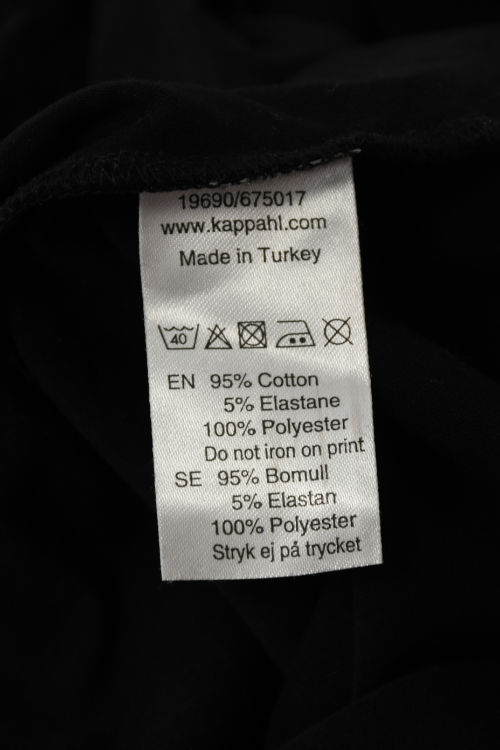 19690/675017
www.kappahl.com
Made in Turkey
40
EN 95% Cotton
5% Elastane
100% Polyester
Do not iron on print
SE 95% Bomull
5% Elastan
100% Polyester
Stryk ej på trycket